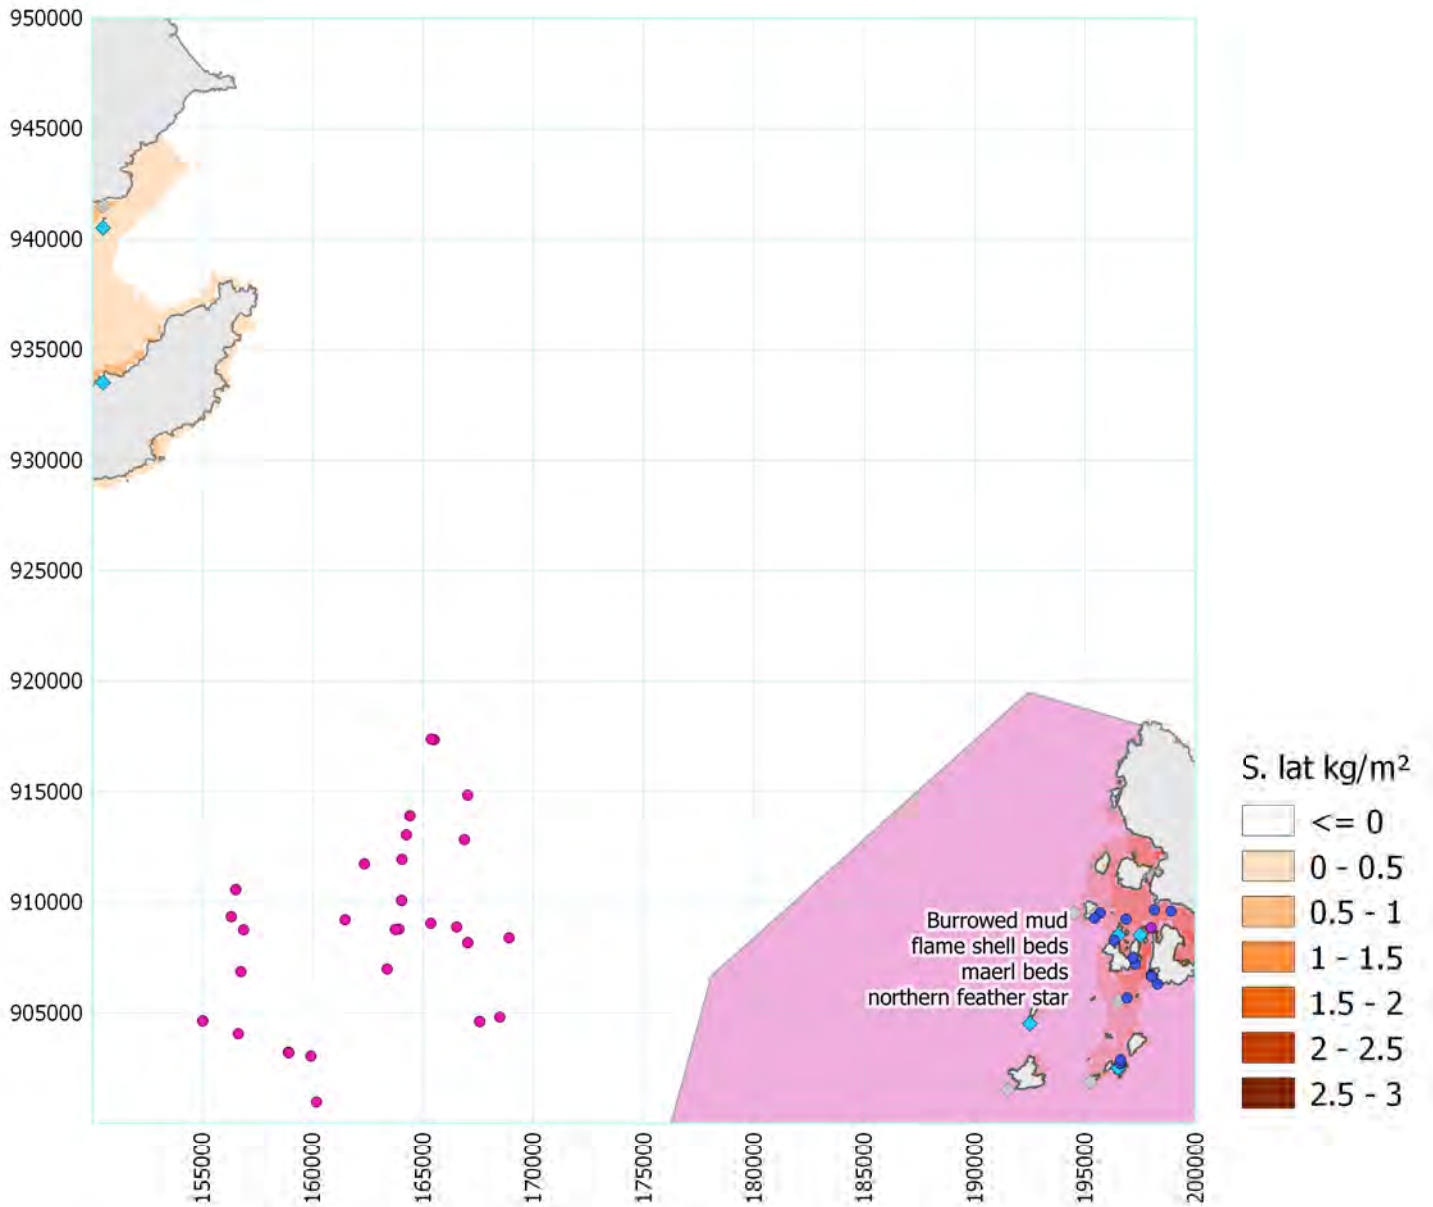 950000
945000
940000
935000
930000
925000
920000
915000
910000
905000
Burrowed mud
flame shell beds
maerl beds
northern feather star
155000
160000
165000
170000
175000
180000
185000
190000
195000
200000
S. lat kg/m²
<= 0
0 - 0.5
0.5 - 1
1 - 1.5
1.5 - 2
2 - 2.5
2.5 - 3